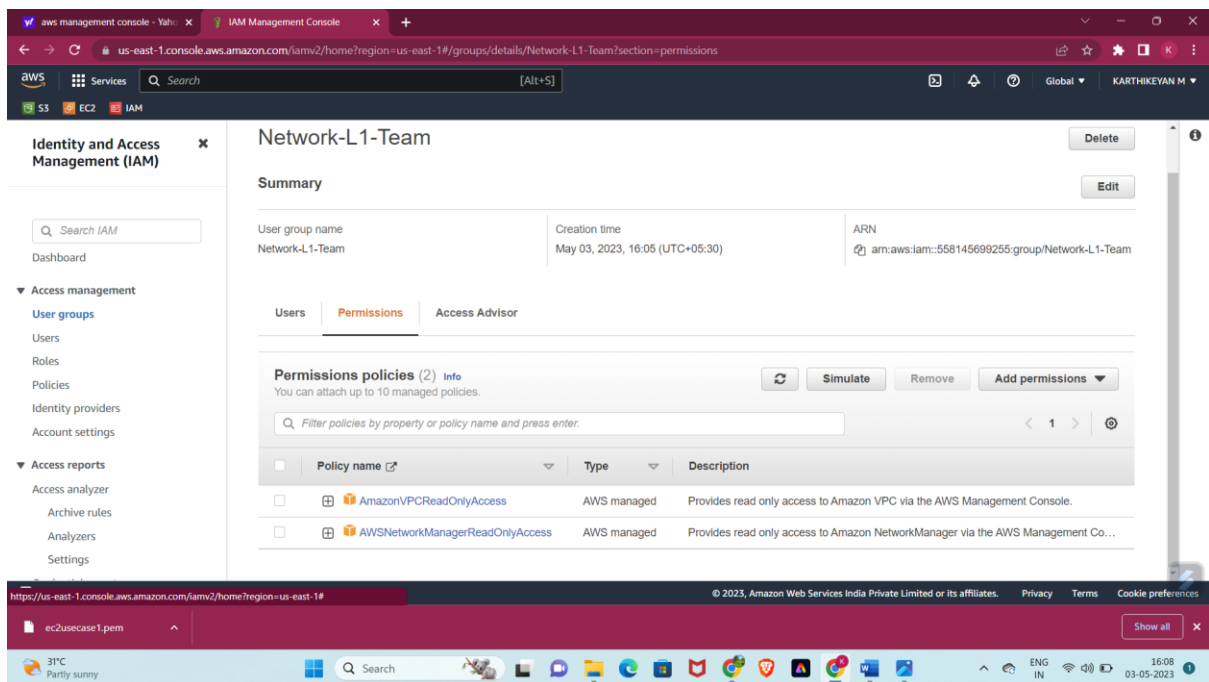 aws management console - Yaho
IAM Management Console
us-east-1.console.aws.amazon.com/iamv2/home?region=us-east-1#/groups/details/Network-L1-Team?section=permissions
K
aws
Services
Search
[Alt+S]
Global
KARTHIKEYAN M
S3
EC2
IAM
Identity and Access
Management (IAM)
Search IAM
Dashboard
Access management
User groups
Users
Roles
Policies
Identity providers
Account settings
Access reports
Access analyzer
Archive rules
Analyzers
Settings
Network-L1-Team
Delete
Summary
Edit
User group name
Network-L1-Team
Creation time
May 03, 2023, 16:05 (UTC+05:30)
ARN
arn:aws:iam::558145699255:group/Network-L1-Team
Users
Permissions
Access Advisor
Permissions policies (2) Info
You can attach up to 10 managed policies.
Simulate
Remove
Add permissions
Filter policies by property or policy name and press enter.
1
Policy name
Type
Description
AmazonVPCReadOnlyAccess
AWS managed
Provides read only access to Amazon VPC via the AWS Management Console.
AWSNetworkManagerReadOnlyAccess
AWS managed
Provides read only access to Amazon NetworkManager via the AWS Management Co...
https://us-east-1.console.aws.amazon.com/iamv2/home?region=us-east-1#
© 2023, Amazon Web Services India Private Limited or its affiliates.
Privacy
Terms
Cookie preferences
ec2usecase1.pem
Show all
31°C
Partly sunny
Search
ENG
IN
16:08
03-05-2023
1